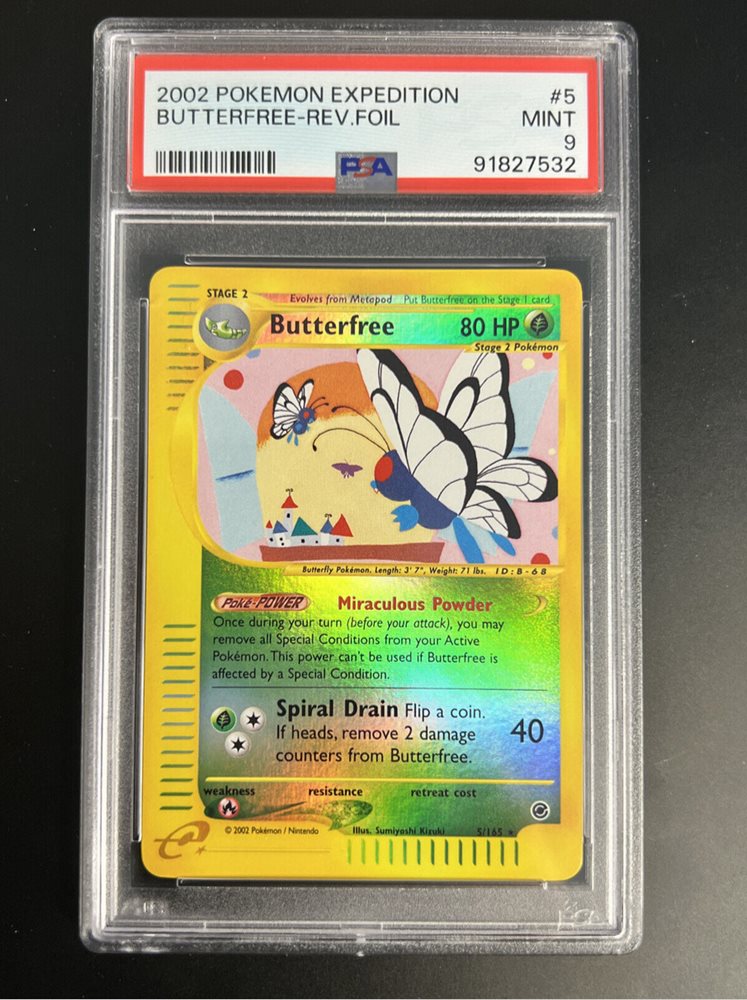 2002 POKEMON EXPEDITION #5
BUTTERFREE-REV.FOIL MINT
9
PSA 91827532
STAGE 2 Evolves from Metapod Put Butterfree on the Stage 1 card
Butterfree 80 HP
Stage 2 Pokémon
Butterfly Pokémon. Length: 3' 7", Weight: 71 lbs. ID:B-68
Poké-POWER Miraculous Powder
Once during your turn (before your attack), you may
remove all Special Conditions from your Active
Pokémon. This power can't be used if Butterfree is
affected by a Special Condition.
Spiral Drain Flip a coin.
If heads, remove 2 damage 40
counters from Butterfree.
weakness resistance retreat cost
© 2002 Pokémon / Nintendo Illus. Sumiyoshi Kizuki 5/165 ★